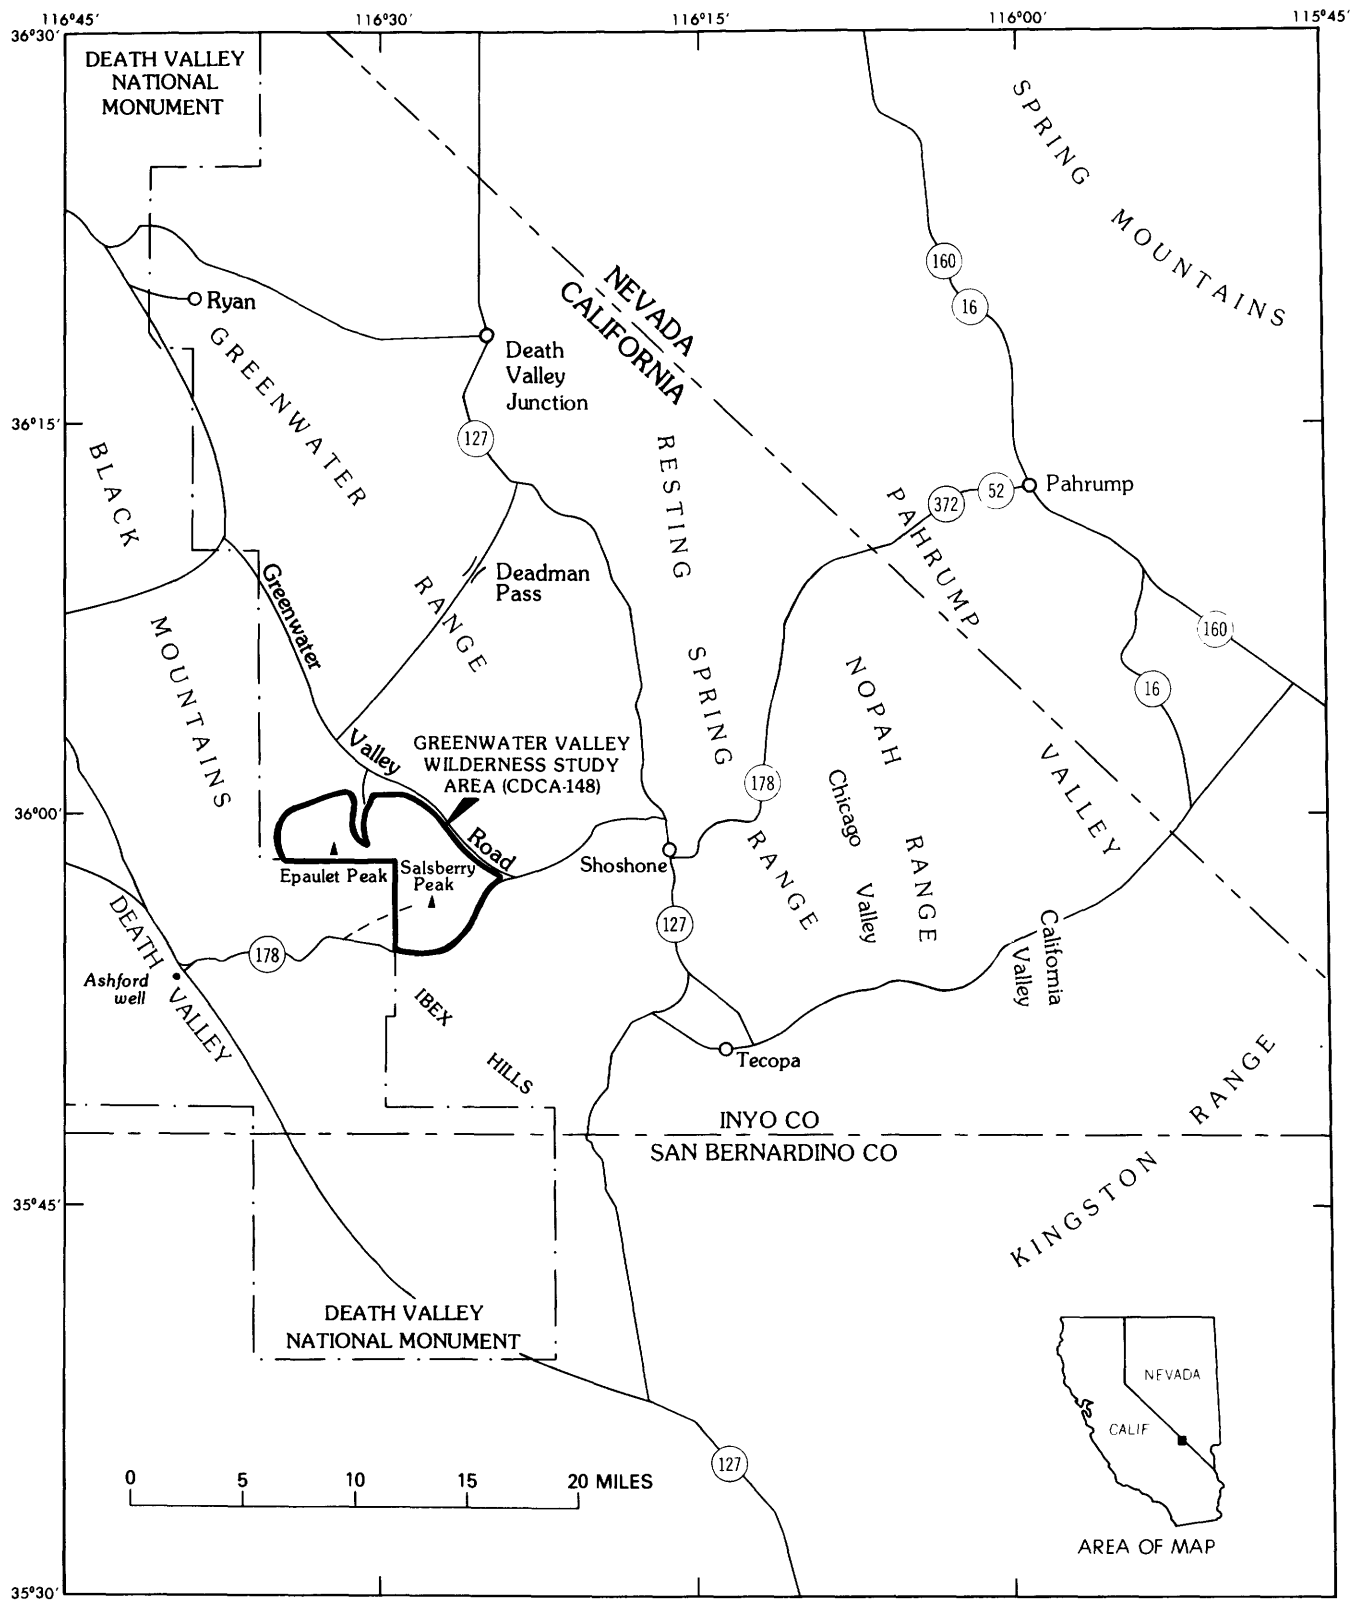 116°45'
116°30'
116°15'
116°00'
115°45'
36°30'
DEATH VALLEY
NATIONAL
MONUMENT
SPRING MOUNTAINS
160
16
NEVADA
CALIFORNIA
Ryan
GREENWATER RANGE
Death
Valley
Junction
36°15'
127
BLACK MOUNTAINS
RESTING SPRING RANGE
PAHRUMP VALLEY
372
52
Pahrump
Greenwater Valley Road
Deadman
Pass
160
16
NOPAH RANGE
GREENWATER VALLEY
WILDERNESS STUDY
AREA (CDCA-148)
178
Chicago Valley
36°00'
Shoshone
Epaulet Peak
Salsberry
Peak
127
DEATH VALLEY
178
Ashford
well
California
Valley
IBEX HILLS
Tecopa
KINGSTON RANGE
INYO CO
SAN BERNARDINO CO
35°45'
DEATH VALLEY
NATIONAL MONUMENT
NEVADA
CALIF
127
0 5 10 15 20 MILES
AREA OF MAP
35°30'